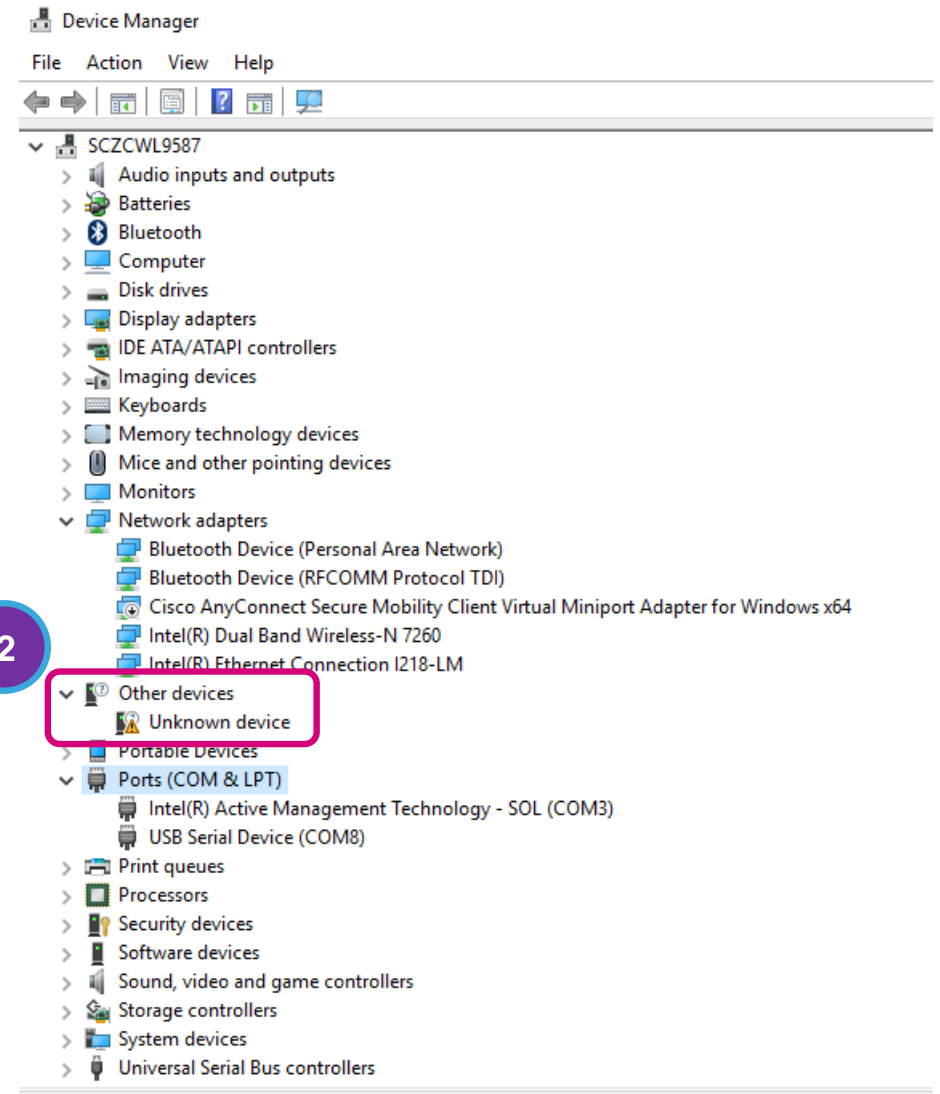 Device Manager
File Action View Help
SCZCWL9587
Audio inputs and outputs
Batteries
Bluetooth
Computer
Disk drives
Display adapters
IDE ATA/ATAPI controllers
Imaging devices
Keyboards
Memory technology devices
Mice and other pointing devices
Monitors
Network adapters
Bluetooth Device (Personal Area Network)
Bluetooth Device (RFCOMM Protocol TDI)
Cisco AnyConnect Secure Mobility Client Virtual Miniport Adapter for Windows x64
2
Intel(R) Dual Band Wireless-N 7260
Intel(R) Ethernet Connection I218-LM
Other devices
Unknown device
Portable Devices
Ports (COM & LPT)
Intel(R) Active Management Technology - SOL (COM3)
USB Serial Device (COM8)
Print queues
Processors
Security devices
Software devices
Sound, video and game controllers
Storage controllers
System devices
Universal Serial Bus controllers